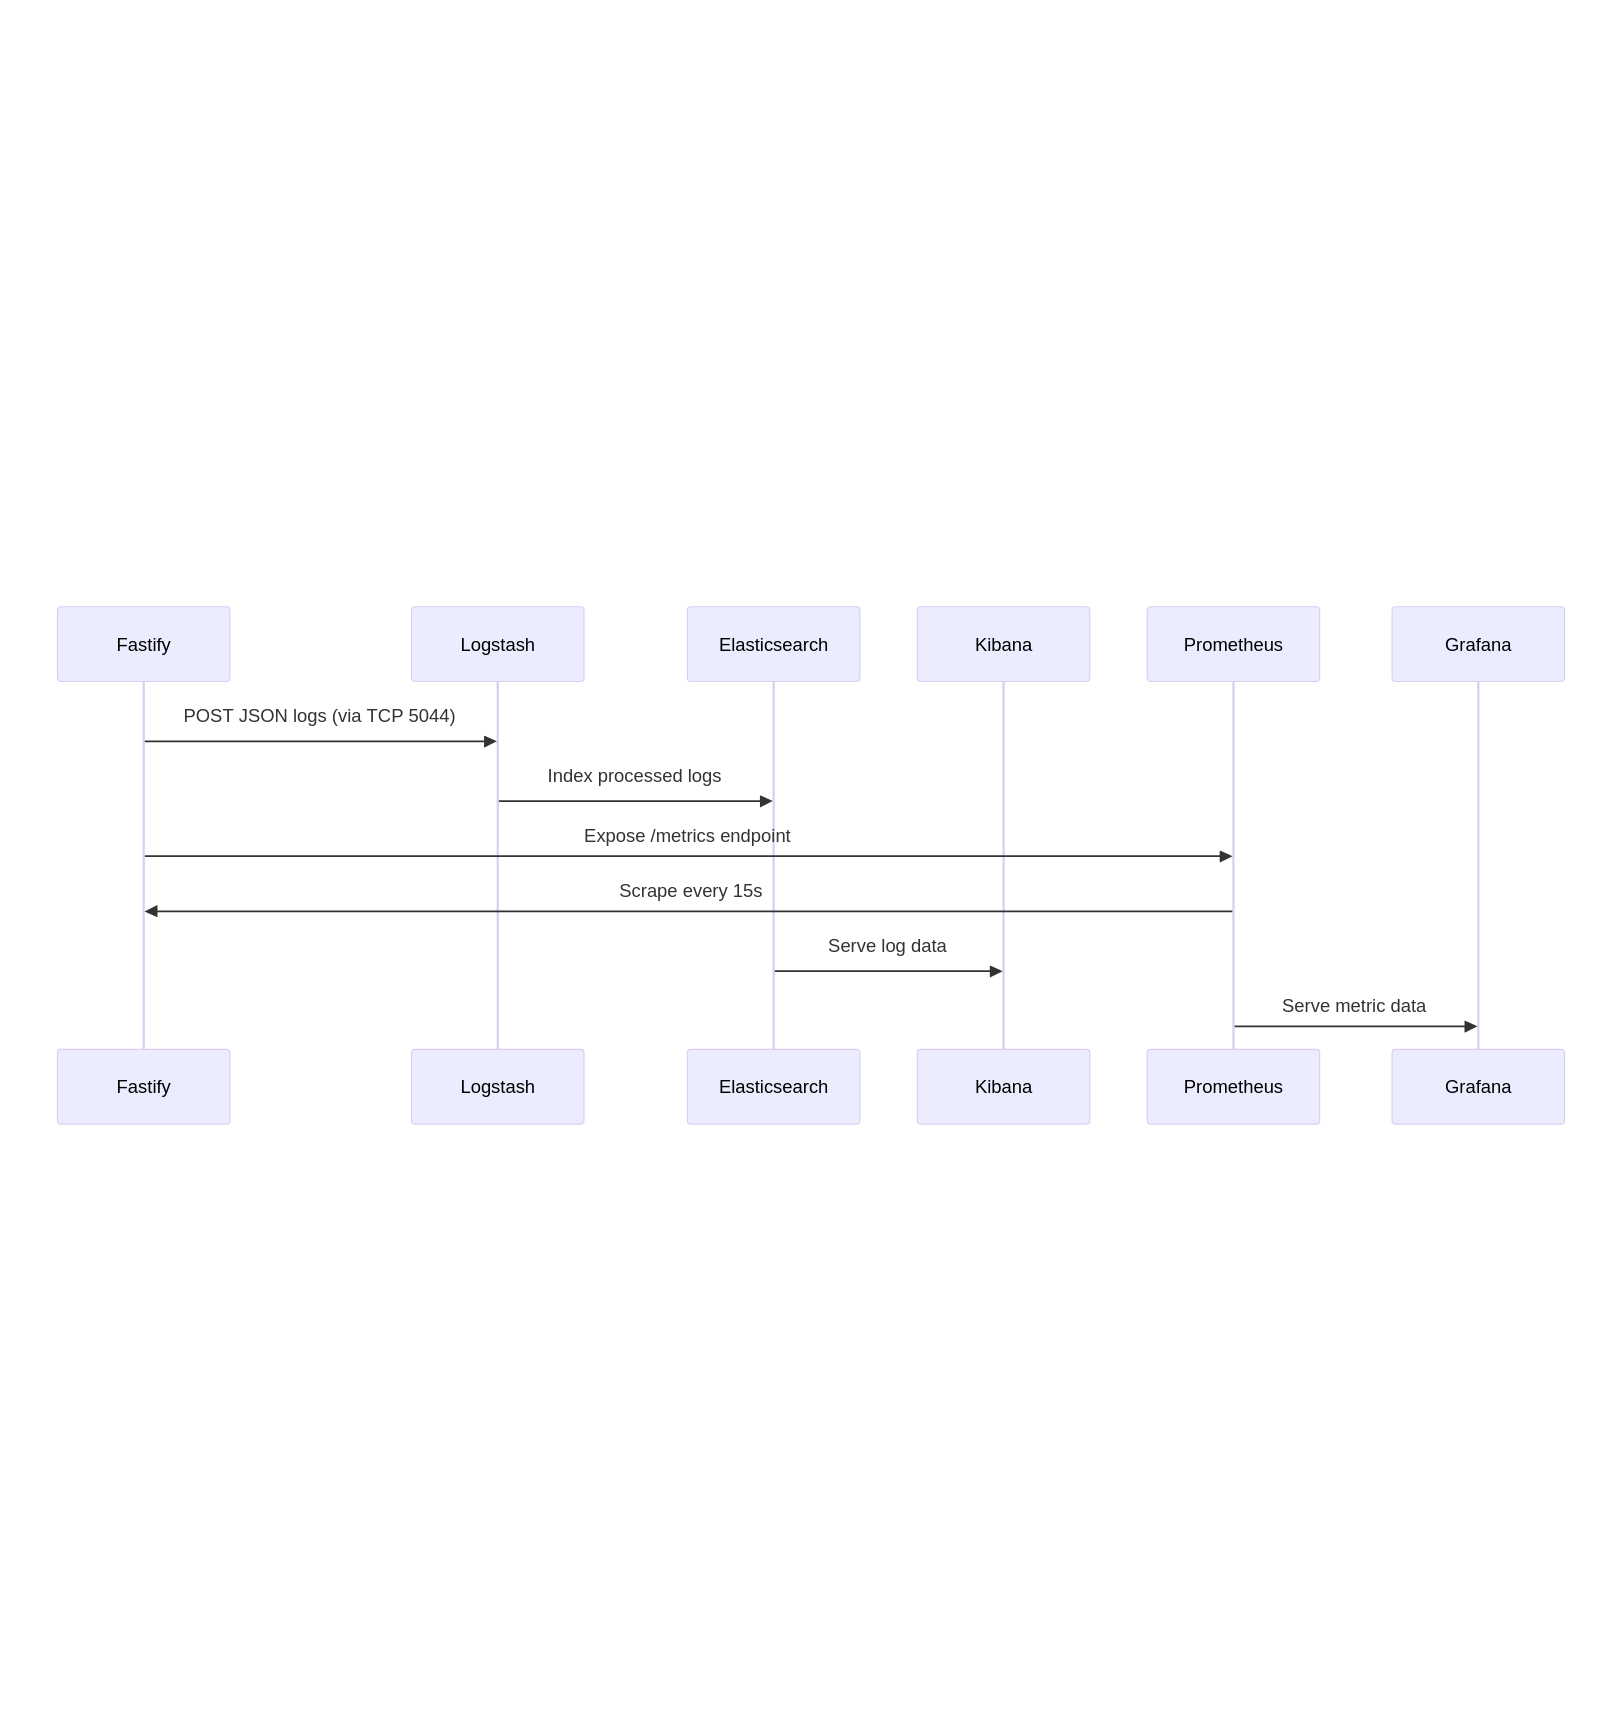 Fastify
Logstash
Elasticsearch
Kibana
Prometheus
Grafana
POST JSON logs (via TCP 5044)
Index processed logs
Expose /metrics endpoint
Scrape every 15s
Serve log data
Serve metric data
Fastify
Logstash
Elasticsearch
Kibana
Prometheus
Grafana